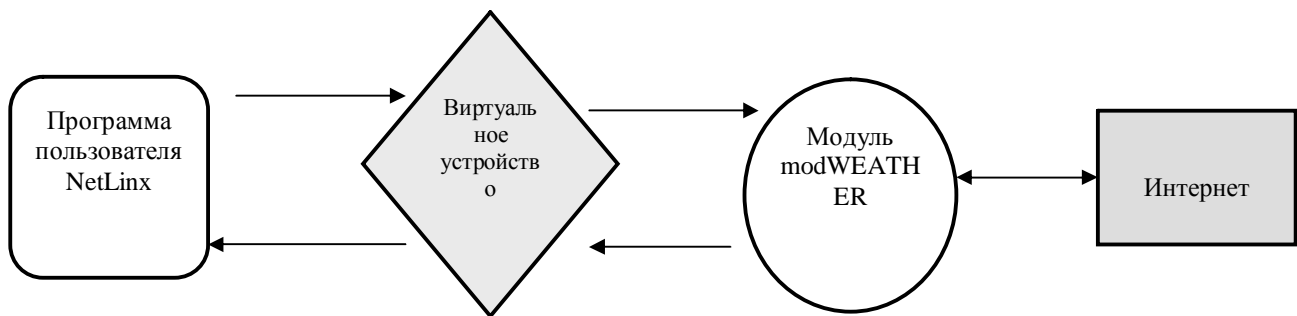 Программа
пользователя
NetLinx
Виртуаль
ное
устройств
о
Модуль
modWEATH
ER
Интернет